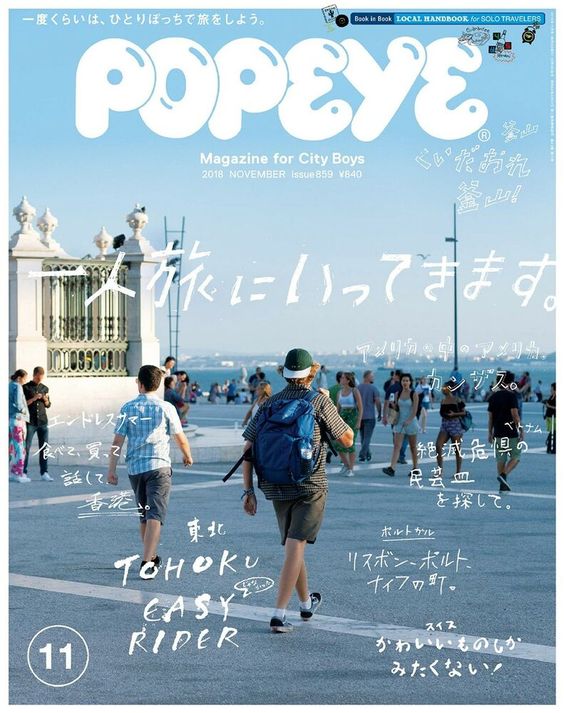 一度くらいは、ひとりぼっちで旅をしよう。
Book in Book LOCAL HANDBOOK for SOLO TRAVELERS
POPEYE
®
Magazine for City Boys
2018 NOVEMBER Issue859 ¥840
釜山
くいだおれ
釜山!
一人旅にいってきます。
アメリカの中のアメリカ、
カンザス。
エンドレスサマー
食べて、買って
話して、
香港。
ベトナム
絶滅危惧の
民芸皿
を探して。
東北
TOHOKU
EASY
RIDER
ポルトガル
リスボン、ポルト、
ナイフの町。
スイス
かわいいものしか
みたくない!
11